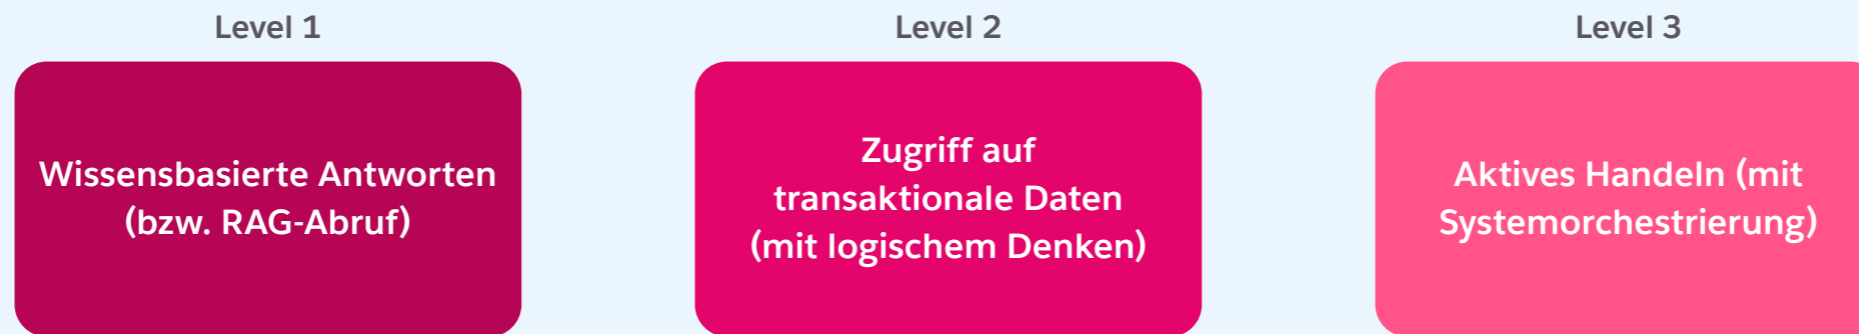 Level 1
Wissensbasierte Antworten
(bzw. RAG-Abruf)
Level 2
Zugriff auf
transaktionale Daten
(mit logischem Denken)
Level 3
Aktives Handeln (mit
Systemorchestrierung)